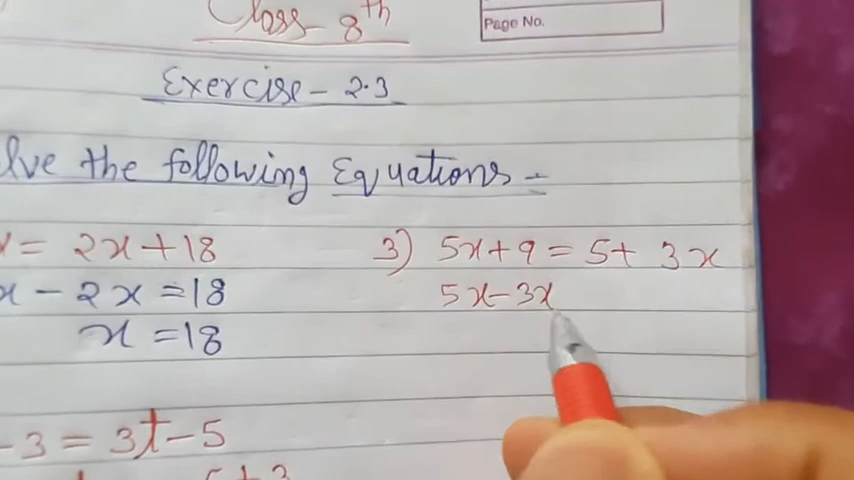 Class - 8th
Page No.
Exercise - 2.3
lve the following Equations -
x = 2x + 18
x - 2x = 18
x = 18
-3 = 3t - 5
3) 5x + 9 = 5 + 3x
5x - 3x